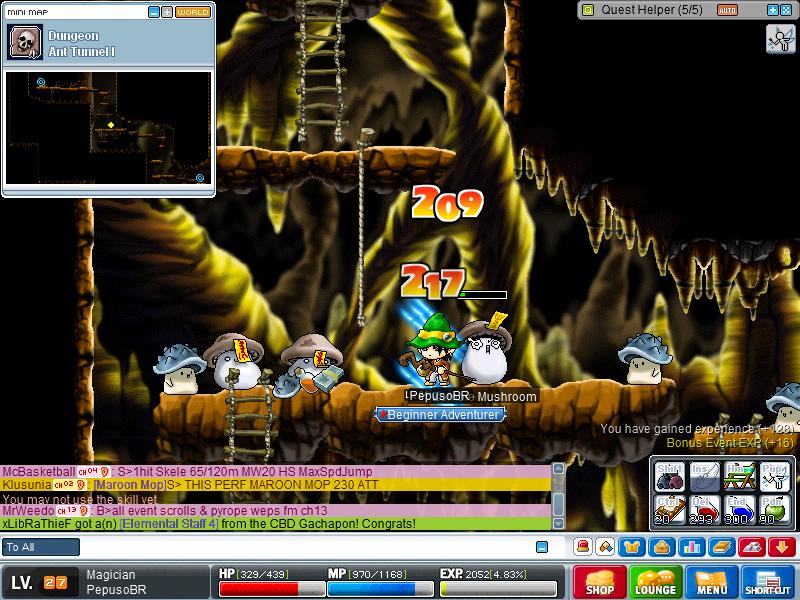 MINI MAP
WORLD
Dungeon
Ant Tunnel I
Quest Helper (5/5)
AUTO
209
217
PepusoBR
Mushroom
Beginner Adventurer
You have gained experience (+128)
Bonus Event EXP (+16)
McBasketball CH 04 : S>1hit Skele 65/120m MW20 HS MaxSpdJump
Klusunia CH 02 : [Maroon Mop]S> THIS PERF MAROON MOP 230 ATT
You may not use the skill yet.
MrWeedo CH 13 : B>all event scrolls & pyrope weps fm ch13
xLibRaThieF got a(n) [Elemental Staff 4] from the CBD Gachapon! Congrats!
Shift Ins Hm Pup
Ctrl Del End Pdn
20 293 300 90
To All
LV. 27
Magician
PepusoBR
HP [329/439] MP [970/1168] EXP. 2052[4.83%]
SHOP LOUNGE MENU SHORTCUT